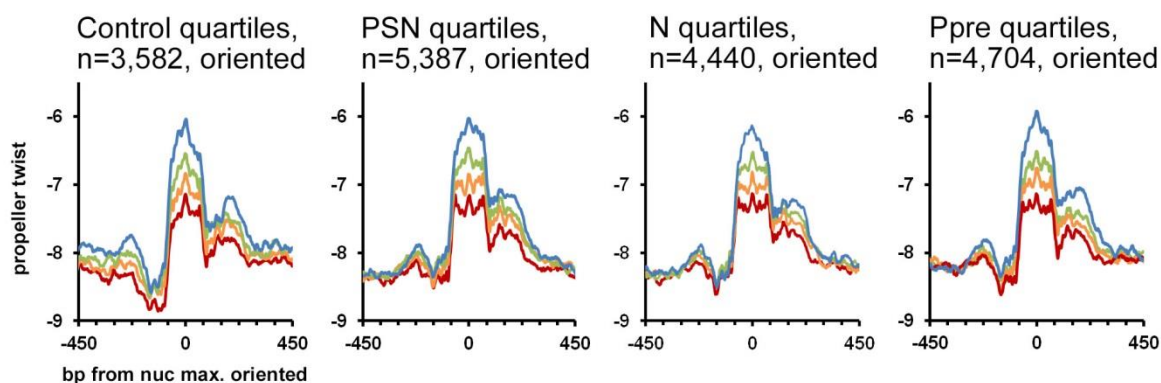 Control quartiles,
n=3,582, oriented
PSN quartiles,
n=5,387, oriented
N quartiles,
n=4,440, oriented
Ppre quartiles,
n=4,704, oriented
propeller twist
-6
-7
-8
-9
-450
0
450
-6
-7
-8
-9
-450
0
450
-6
-7
-8
-9
-450
0
450
-6
-7
-8
-9
-450
0
450
bp from nuc max. oriented